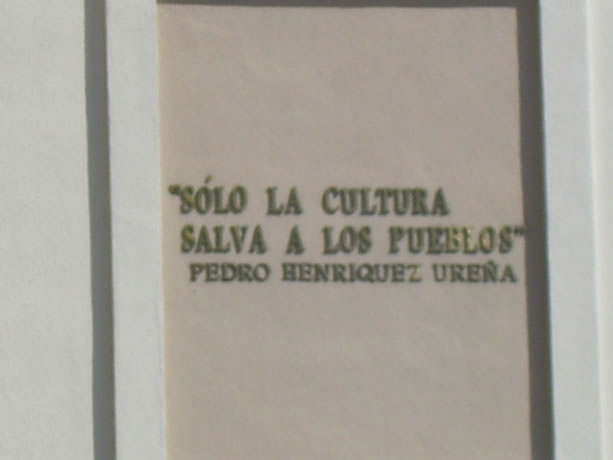 "SÓLO LA CULTURA
SALVA A LOS PUEBLOS"
PEDRO HENRIQUEZ UREÑA